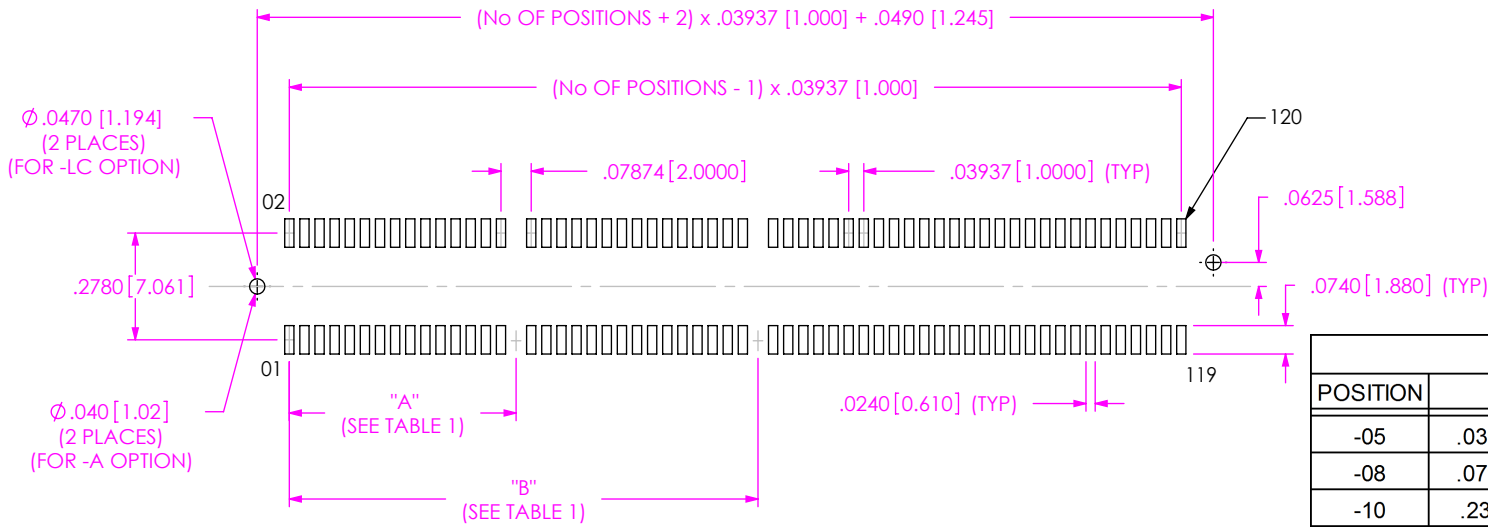 (No OF POSITIONS + 2) x .03937 [1.000] + .0490 [1.245]
(No OF POSITIONS - 1) x .03937 [1.000]
Ø.0470 [1.194]
(2 PLACES)
(FOR -LC OPTION)
120
.07874 [2.0000]
.03937 [1.0000] (TYP)
.0625 [1.588]
02
.2780 [7.061]
.0740 [1.880] (TYP)
01
119
"A"
(SEE TABLE 1)
.0240 [0.610] (TYP)
Ø.040 [1.02]
(2 PLACES)
(FOR -A OPTION)
"B"
(SEE TABLE 1)
POSITION
-05 .03
-08 .07
-10 .23